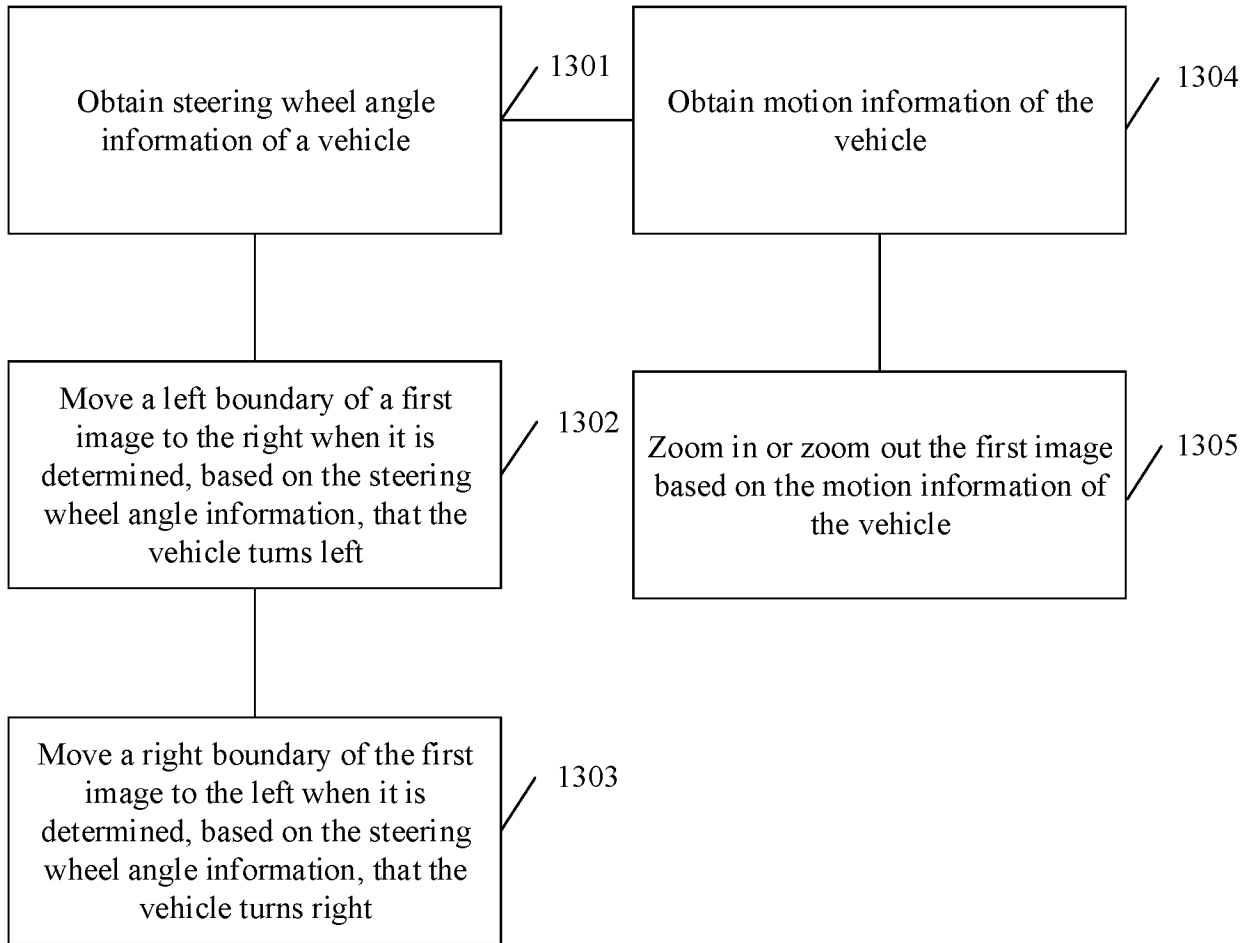 Obtain steering wheel angle
information of a vehicle
1301
Obtain motion information of the
vehicle
1304
Move a left boundary of a first
image to the right when it is
determined, based on the steering
wheel angle information, that the
vehicle turns left
1302
Zoom in or zoom out the first image
based on the motion information of
the vehicle
1305
Move a right boundary of the first
image to the left when it is
determined, based on the steering
wheel angle information, that the
vehicle turns right
1303